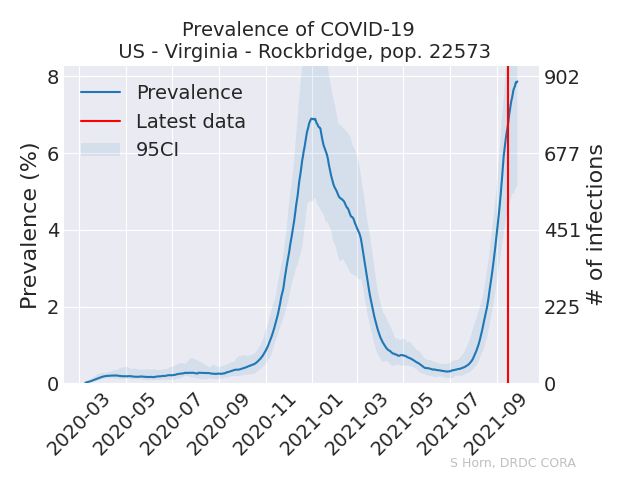 Prevalence of COVID-19
US - Virginia - Rockbridge, pop. 22573
Prevalence
Latest data
95CI
Prevalence (%)
8
6
4
2
0
902
677
451
225
0
# of infections
2020-03
2020-05
2020-07
2020-09
2020-11
2021-01
2021-03
2021-05
2021-07
2021-09
S Horn, DRDC CORA